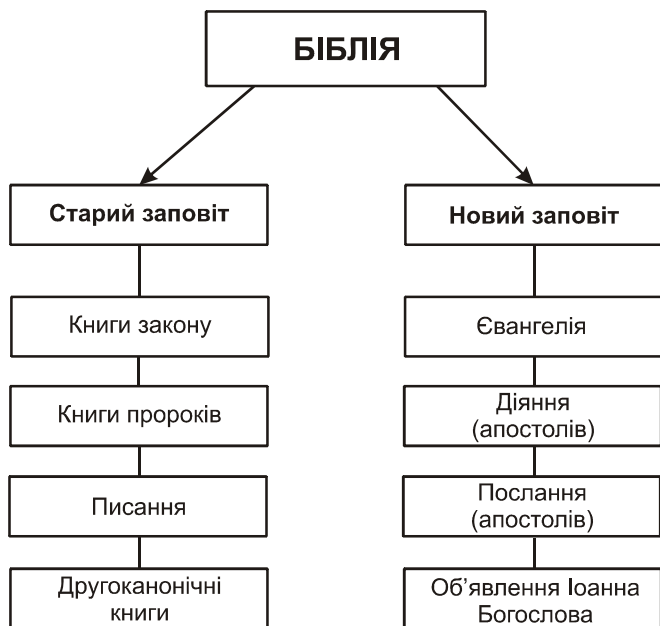 БІБЛІЯ
Старий заповіт
Новий заповіт
Книги закону
Євангелія
Книги пророків
Діяння
(апостолів)
Писання
Послання
(апостолів)
Другоканонічні
книги
Об’явлення Іоанна
Богослова